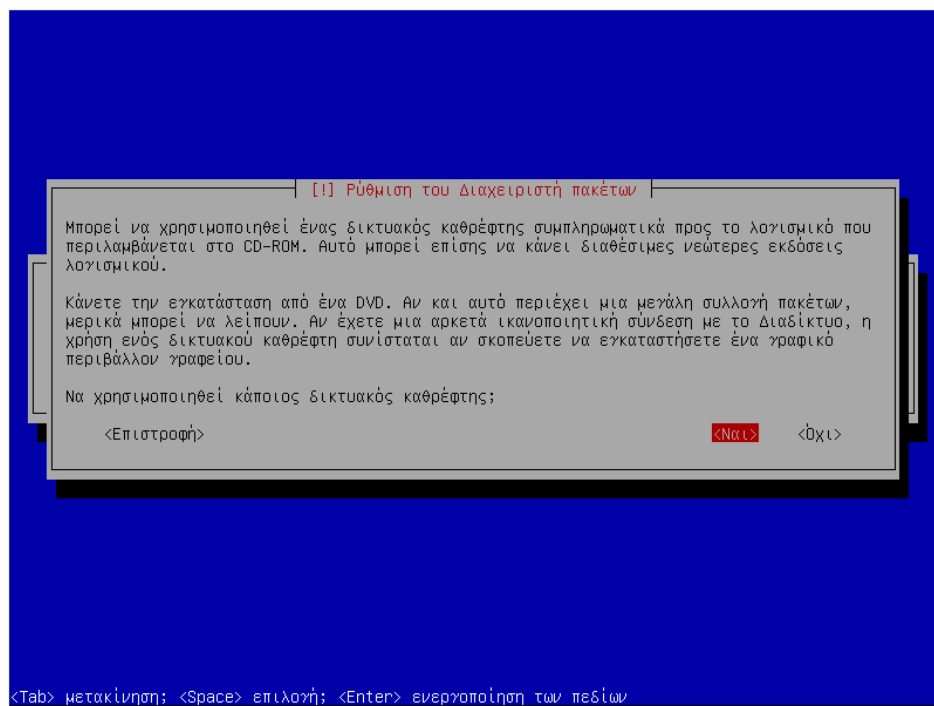 [!] Ρύθμιση του Διαχειριστή πακέτων
Μπορεί να χρησιμοποιηθεί ένας δικτυακός καθρέφτης συμπληρωματικά προς το λογισμικό που
περιλαμβάνεται στο CD-ROM. Αυτό μπορεί επίσης να κάνει διαθέσιμες νεώτερες εκδόσεις
λογισμικού.
Κάνετε την εγκατάσταση από ένα DVD. Αν και αυτό περιέχει μια μεγάλη συλλογή πακέτων,
μερικά μπορεί να λείπουν. Αν έχετε μια αρκετά ικανοποιητική σύνδεση με το Διαδίκτυο, η
χρήση ενός δικτυακού καθρέφτη συνίσταται αν σκοπεύετε να εγκαταστήσετε ένα γραφικό
περιβάλλον γραφείου.
Να χρησιμοποιηθεί κάποιος δικτυακός καθρέφτης;
<Επιστροφή> <Ναι> <Όχι>
<Tab> μετακίνηση; <Space> επιλογή; <Enter> ενεργοποίηση των πεδίων